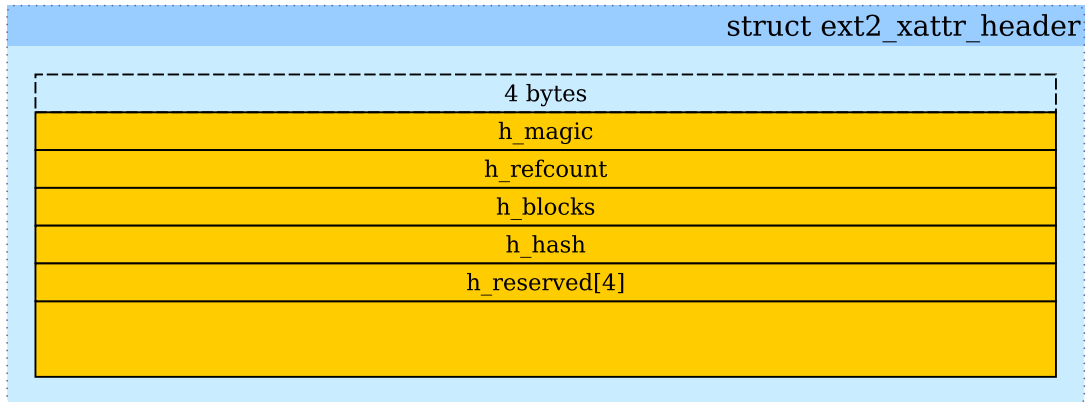 struct ext2_xattr_header
4 bytes
h_magic
h_refcount
h_blocks
h_hash
h_reserved[4]